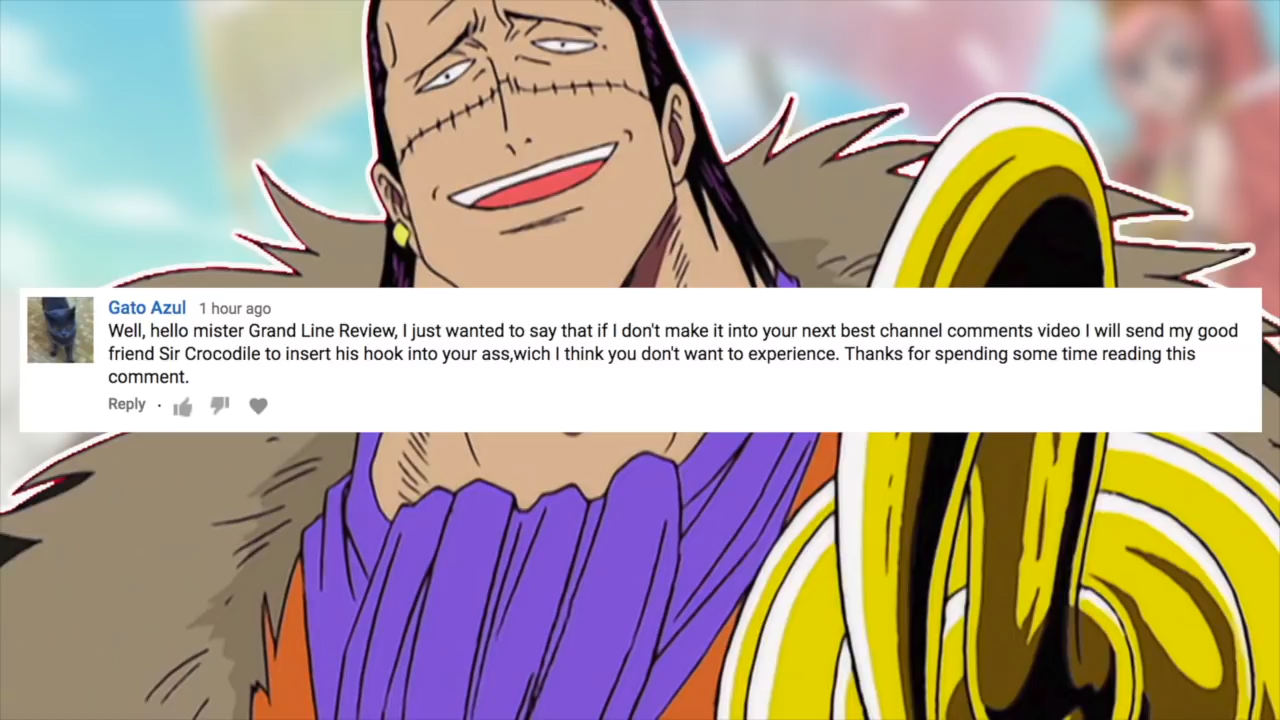 Gato Azul 1 hour ago
Well, hello mister Grand Line Review, I just wanted to say that if I don't make it into your next best channel comments video I will send my good
friend Sir Crocodile to insert his hook into your ass,wich I think you don't want to experience. Thanks for spending some time reading this
comment.
Reply ·